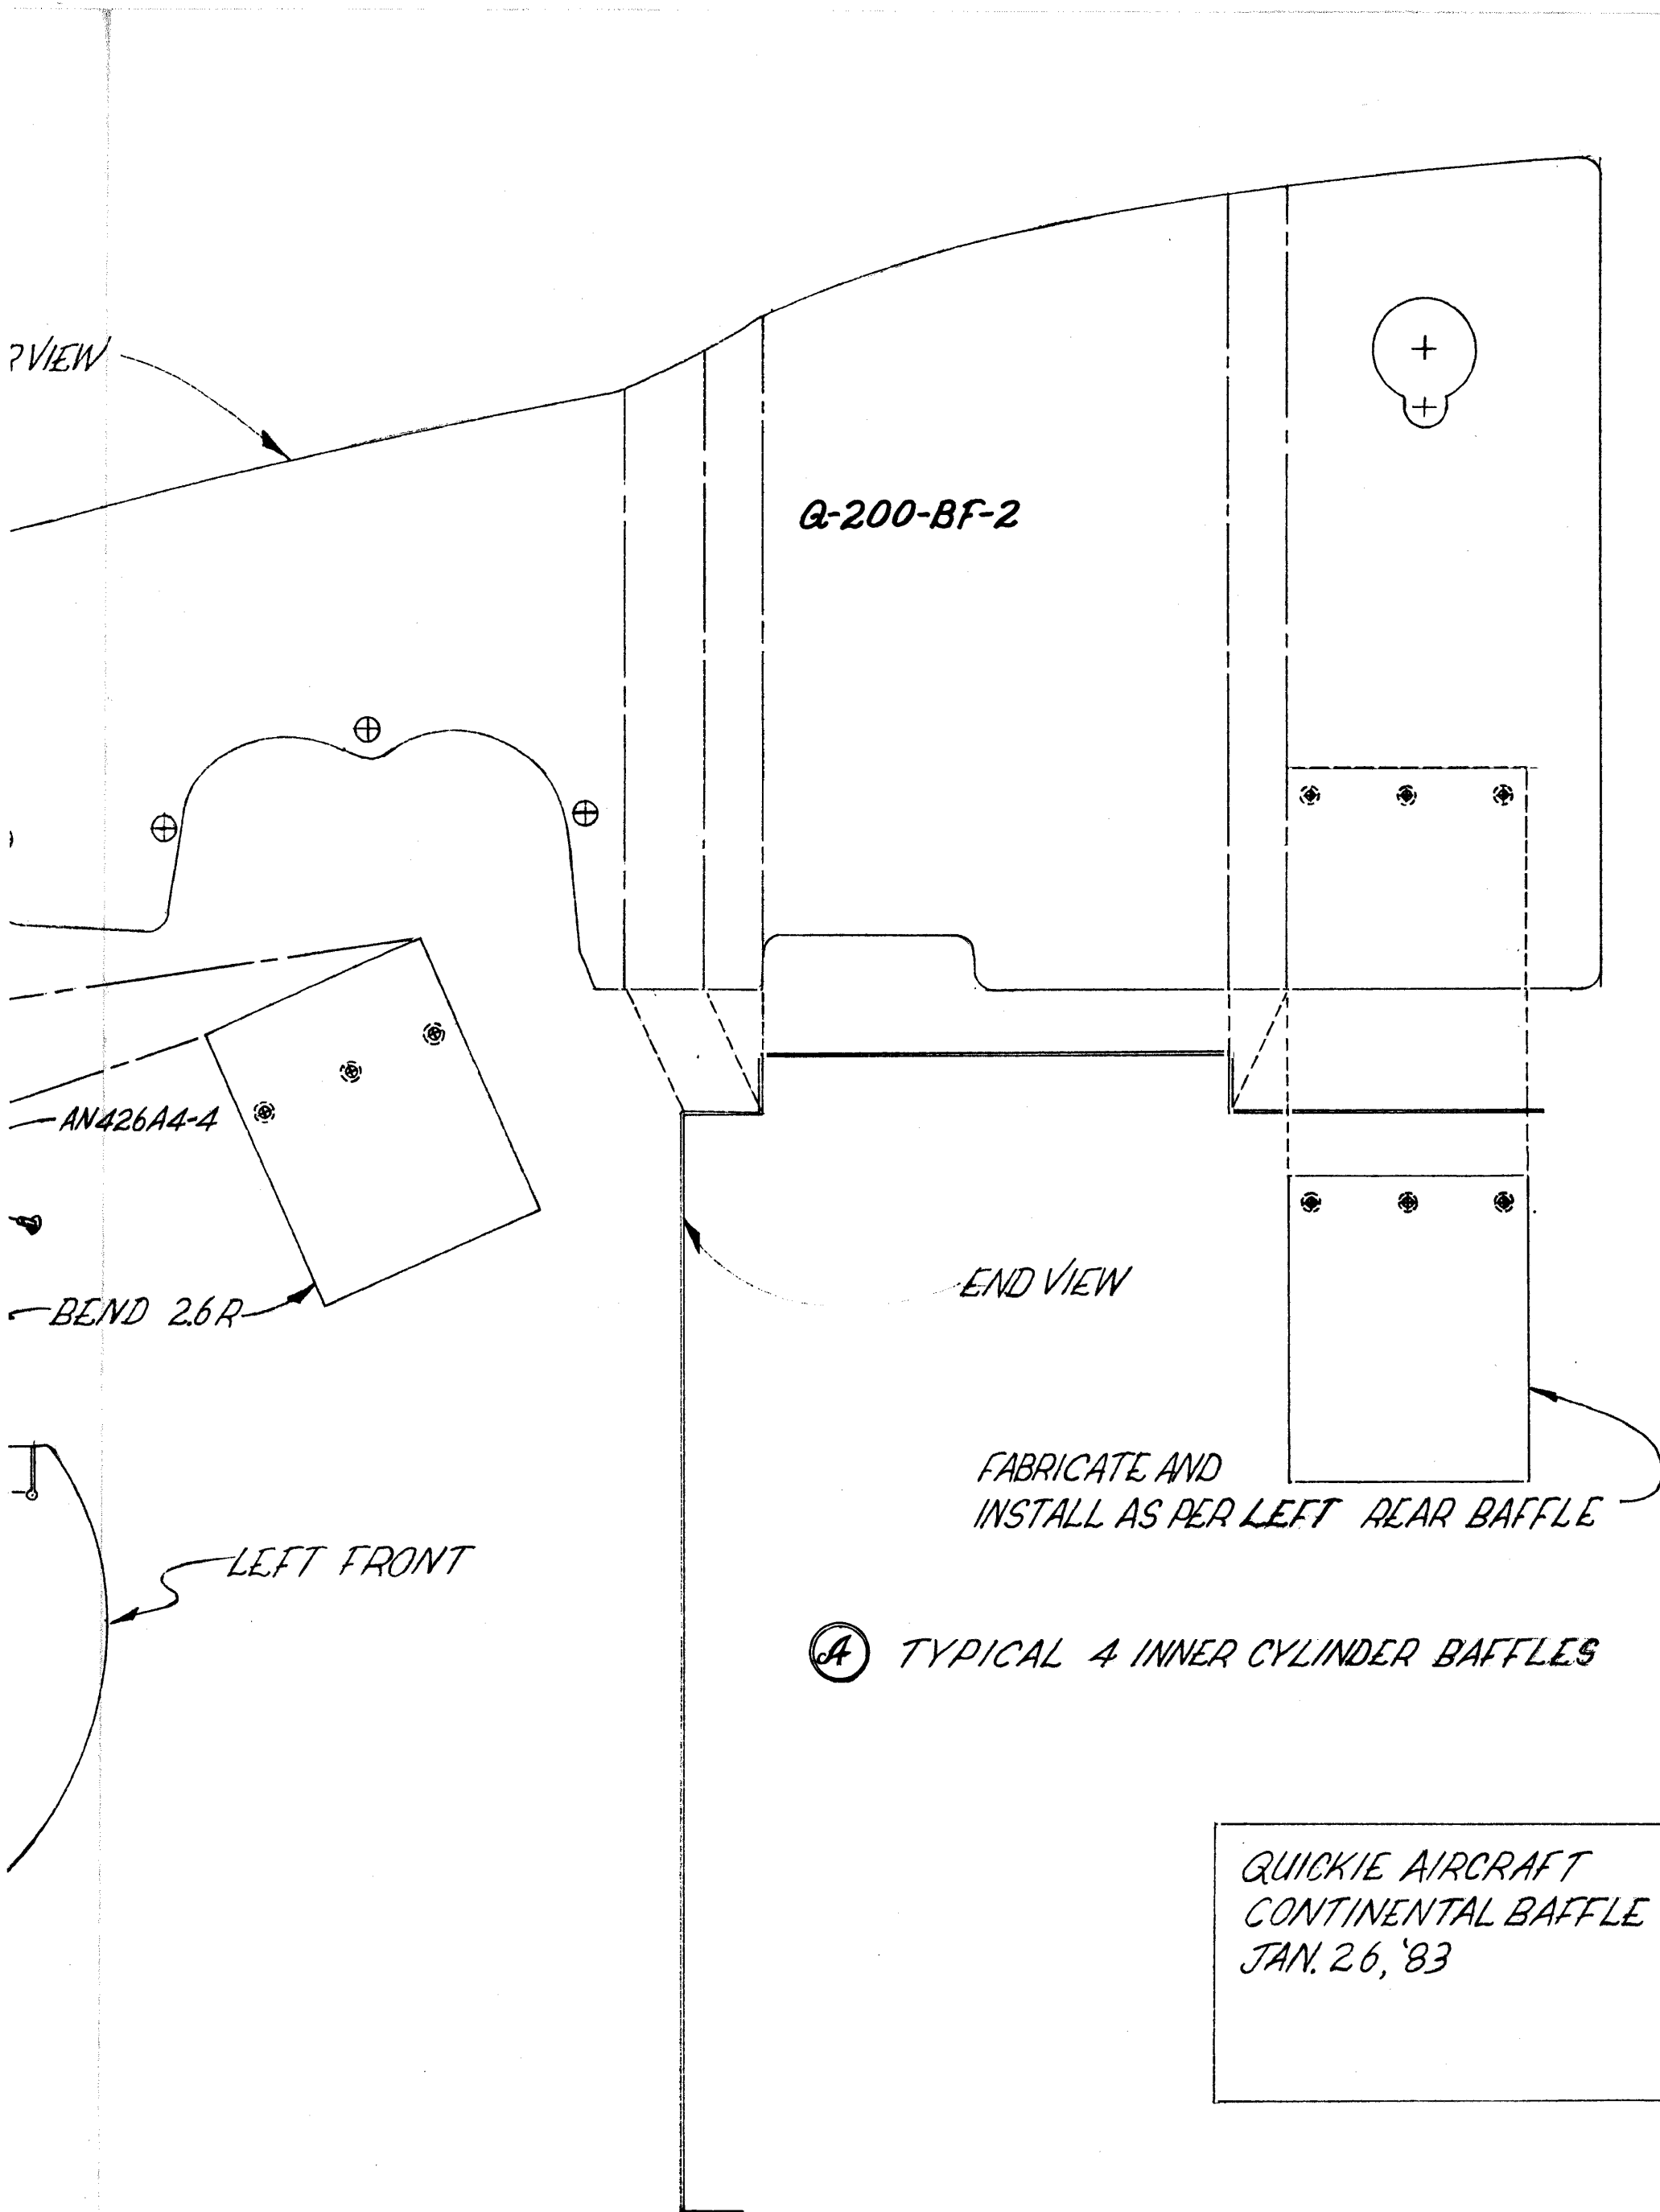 VIEW
Q-200-BF-2
AN426A4-4
BEND 2.6R
END VIEW
FABRICATE AND
INSTALL AS PER LEFT REAR BAFFLE
LEFT FRONT
A TYPICAL 4 INNER CYLINDER BAFFLES
QUICKIE AIRCRAFT
CONTINENTAL BAFFLE
JAN. 26, '83